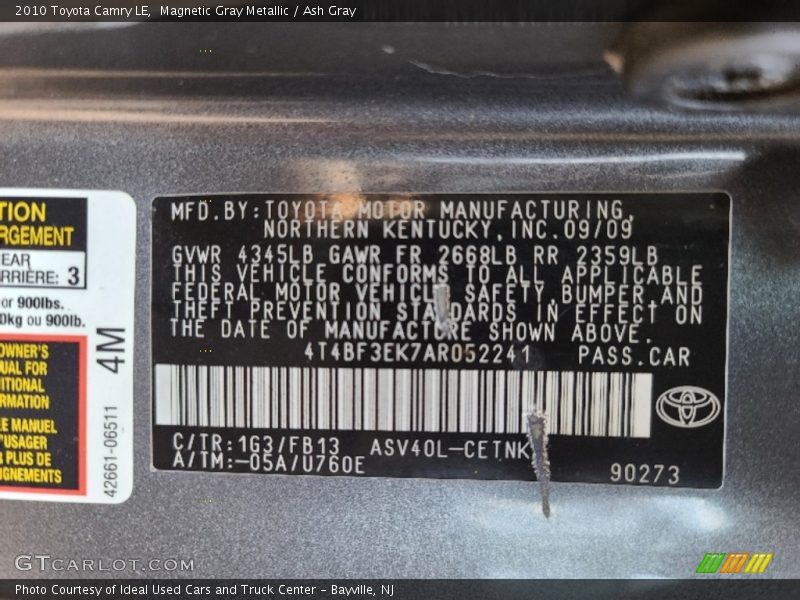 2010 Toyota Camry LE, Magnetic Gray Metallic / Ash Gray
TION
RGEMENT
EAR
ARRIÈRE: 3
or 900lbs.
0kg ou 900lb.
OWNER'S
UAL FOR
ITIONAL
RMATION
EE MANUEL
'USAGER
R PLUS DE
IGNEMENTS
4M
42661-06511
MFD.BY:TOYOTA MOTOR MANUFACTURING,
NORTHERN KENTUCKY,INC.09/09
GVWR 4345LB GAWR FR 2668LB RR 2359LB
THIS VEHICLE CONFORMS TO ALL APPLICABLE
FEDERAL MOTOR VEHICLE SAFETY,BUMPER,AND
THEFT PREVENTION STANDARDS IN EFFECT ON
THE DATE OF MANUFACTURE SHOWN ABOVE.
4T4BF3EK7AR052241 PASS.CAR
C/TR:1G3/FB13 ASV40L-CETNK
A/TM:-05A/U760E
90273
GTCARLOT.COM
Photo Courtesy of Ideal Used Cars and Truck Center - Bayville, NJ